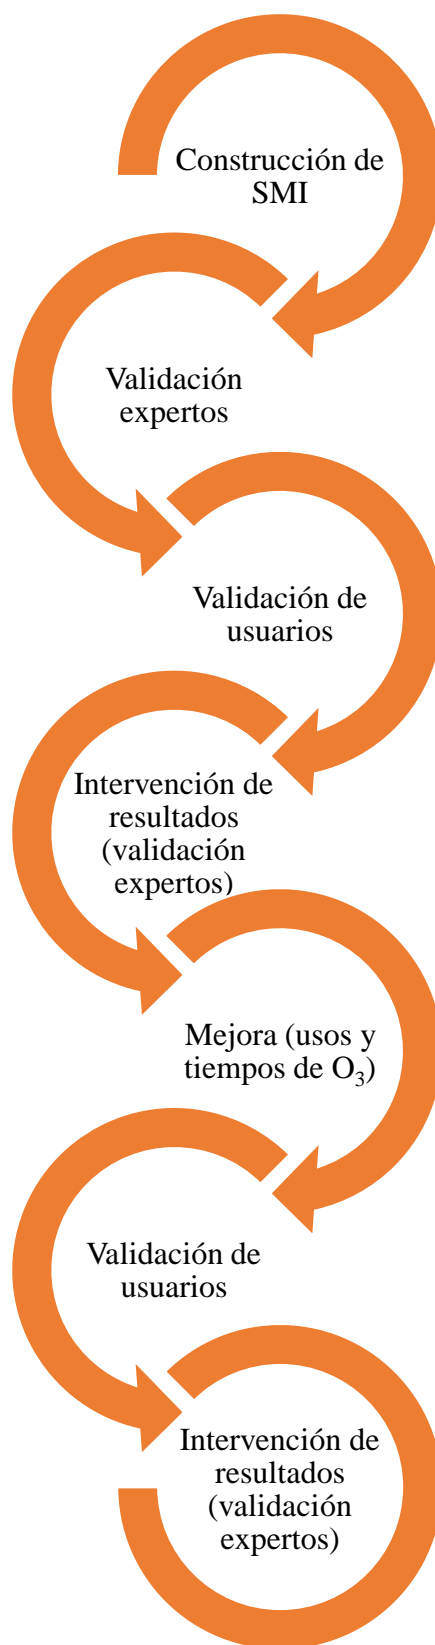 Construcción de
SMI
Validación
expertos
Validación de
usuarios
Intervención de
resultados
(validación
expertos)
Mejora (usos y
tiempos de O₃)
Validación de
usuarios
Intervención de
resultados
(validación
expertos)